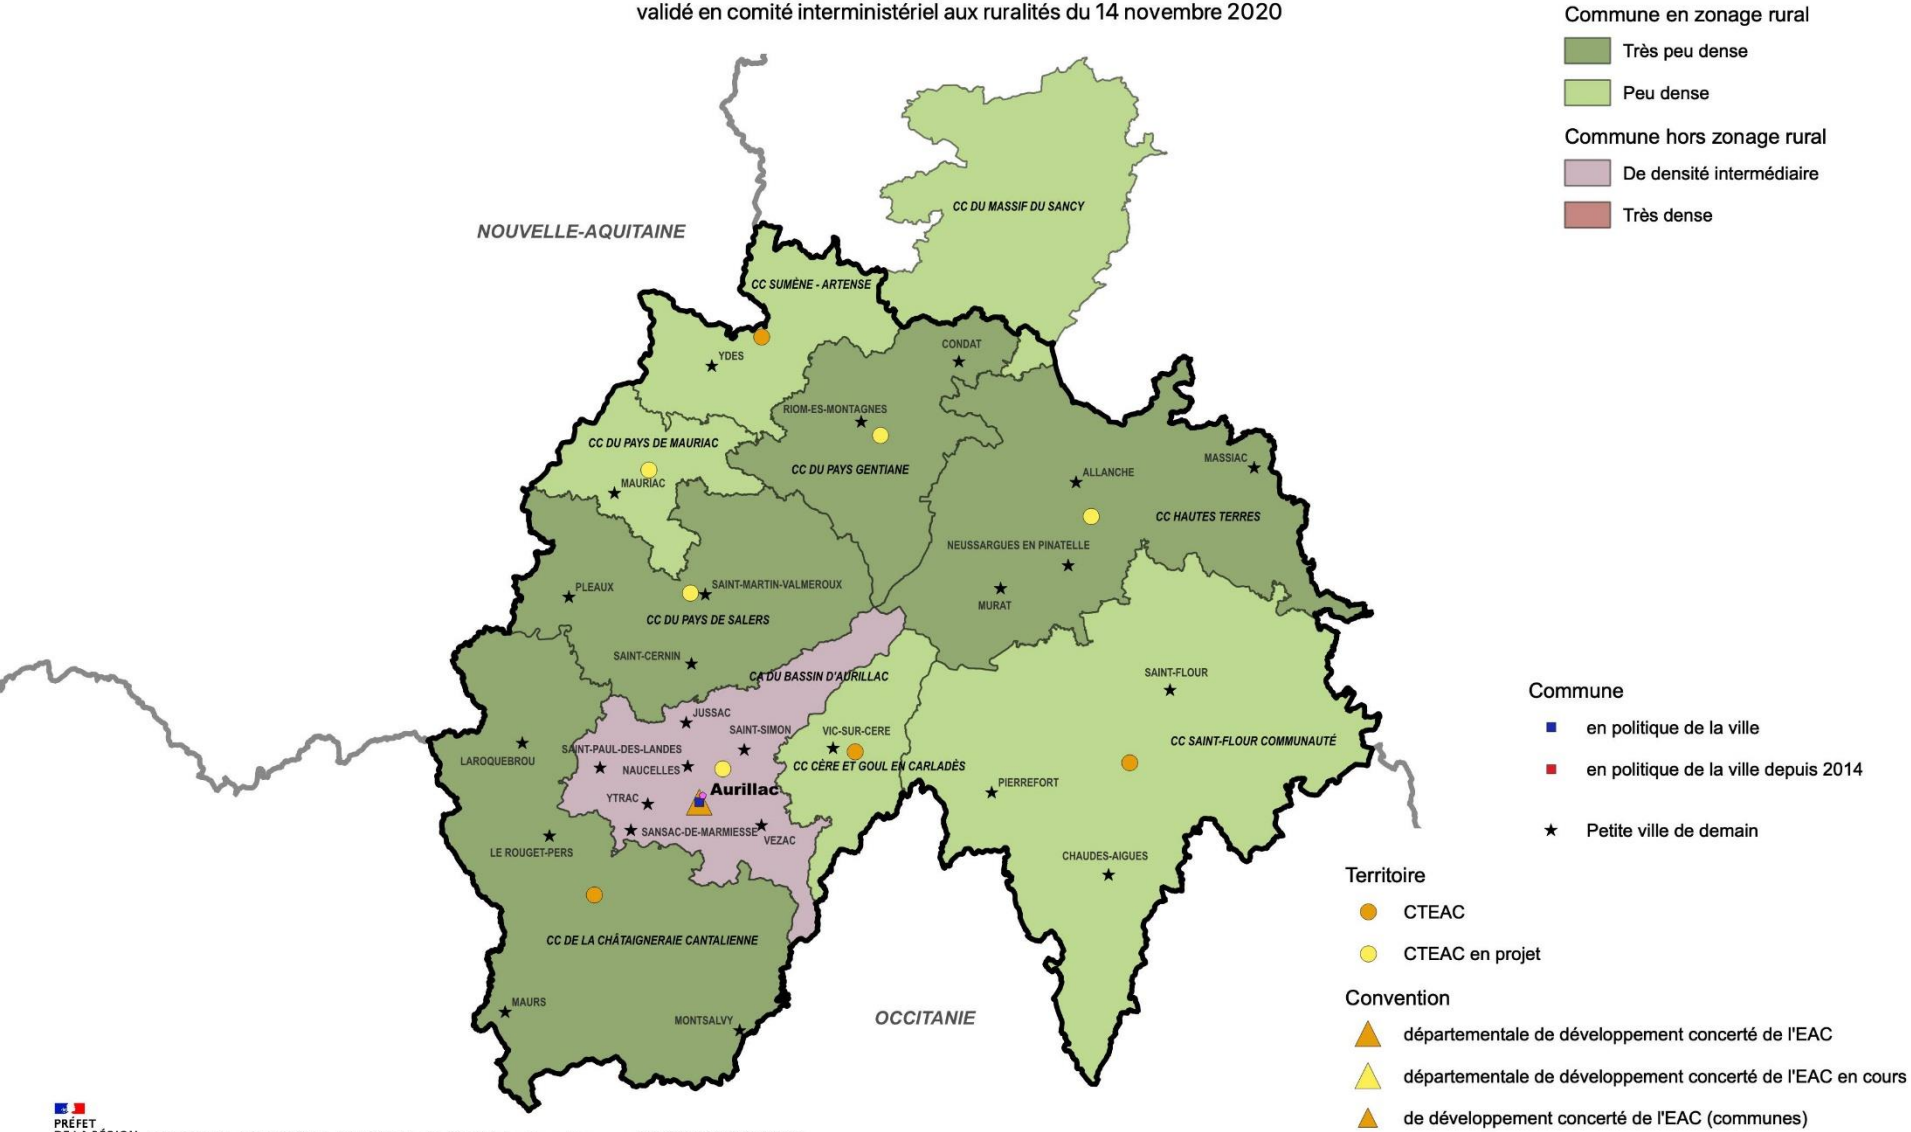 validé en comité interministériel aux ruralités du 14 novembre 2020
Commune en zonage rural
Très peu dense
Peu dense
Commune hors zonage rural
De densité intermédiaire
Très dense
CC DU MASSIF DU SANCY
NOUVELLE-AQUITAINE
CC SUMÈNE - ARTENSE
CONDAT
YDES
RIOM-ES-MONTAGNES
CC DU PAYS DE MAURIAC
MASSIAC
CC DU PAYS GENTIANE
ALLANCHE
MAURIAC
CC HAUTES TERRES
NEUSSARGUES EN PINATELLE
PLEAUX
SAINT-MARTIN-VALMEROUX
MURAT
CC DU PAYS DE SALERS
SAINT-CERNIN
CA DU BASSIN D'AURILLAC
SAINT-FLOUR
JUSSAC
SAINT-SIMON
VIC-SUR-CERE
CC SAINT-FLOUR COMMUNAUTÉ
SAINT-PAUL-DES-LANDES
LAROQUEBROU
NAUCELLES
CC CÈRE ET GOUL EN CARLADÈS
PIERREFORT
Aurillac
YTRAC
SANSAC-DE-MARMIESSE
VEZAC
LE ROUGET-PERS
CHAUDES-AIGUES
CC DE LA CHÂTAIGNERAIE CANTALIENNE
MAURS
MONTSALVY
OCCITANIE
Commune
en politique de la ville
en politique de la ville depuis 2014
Petite ville de demain
Territoire
CTEAC
CTEAC en projet
Convention
départementale de développement concerté de l'EAC
départementale de développement concerté de l'EAC en cours
de développement concerté de l'EAC (communes)
PRÉFET